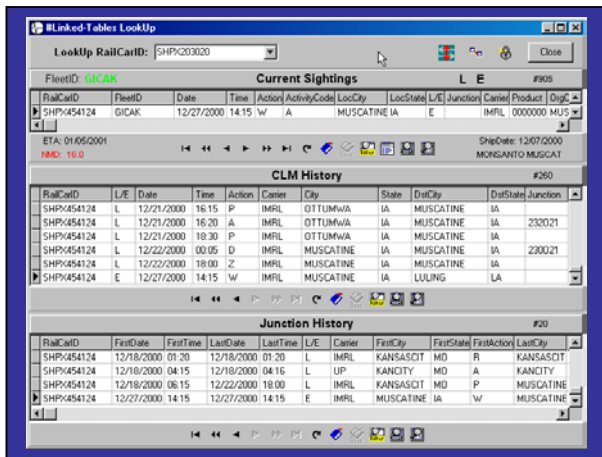 #Linked-Tables LookUp
LookUp RailCarID: SHPX203020 Close
FleetID: GICAK Current Sightings L E #905
RailCarID FleetID Date Time Action ActivityCode LocCity LocState L/E Junction Carrier Product OrgC
SHPX454124 GICAK 12/27/2000 14:15 W A MUSCATINE IA E IMRL 0000000 MUS
ETA: 01/05/2001 ShipDate: 12/07/2000
NMD: 16.0 MONSANTO MUSCAT
CLM History #260
RailCarID L/E Date Time Action Carrier City State DstCity DstState Junction
SHPX454124 L 12/21/2000 16:15 P IMRL OTTUMWA IA MUSCATINE IA
SHPX454124 L 12/21/2000 16:20 A IMRL OTTUMWA IA MUSCATINE IA 232021
SHPX454124 L 12/21/2000 18:30 P IMRL OTTUMWA IA MUSCATINE IA
SHPX454124 L 12/22/2000 00:05 D IMRL MUSCATINE IA MUSCATINE IA 230021
SHPX454124 L 12/22/2000 18:00 Z IMRL MUSCATINE IA MUSCATINE IA
SHPX454124 E 12/27/2000 14:15 W IMRL MUSCATINE IA LULING LA
Junction History #20
RailCarID FirstDate FirstTime LastDate LastTime L/E Carrier FirstCity FirstState FirstAction LastCity
SHPX454124 12/18/2000 01:20 12/18/2000 01:20 L IMRL KANSASCIT MO R KANSASCIT
SHPX454124 12/18/2000 04:15 12/18/2000 04:16 L UP KANCITY MO A KANCITY
SHPX454124 12/18/2000 06:15 12/22/2000 18:00 L IMRL KANSASCIT MO P MUSCATINE
SHPX454124 12/27/2000 14:15 12/27/2000 14:15 E IMRL MUSCATINE IA W MUSCATINE